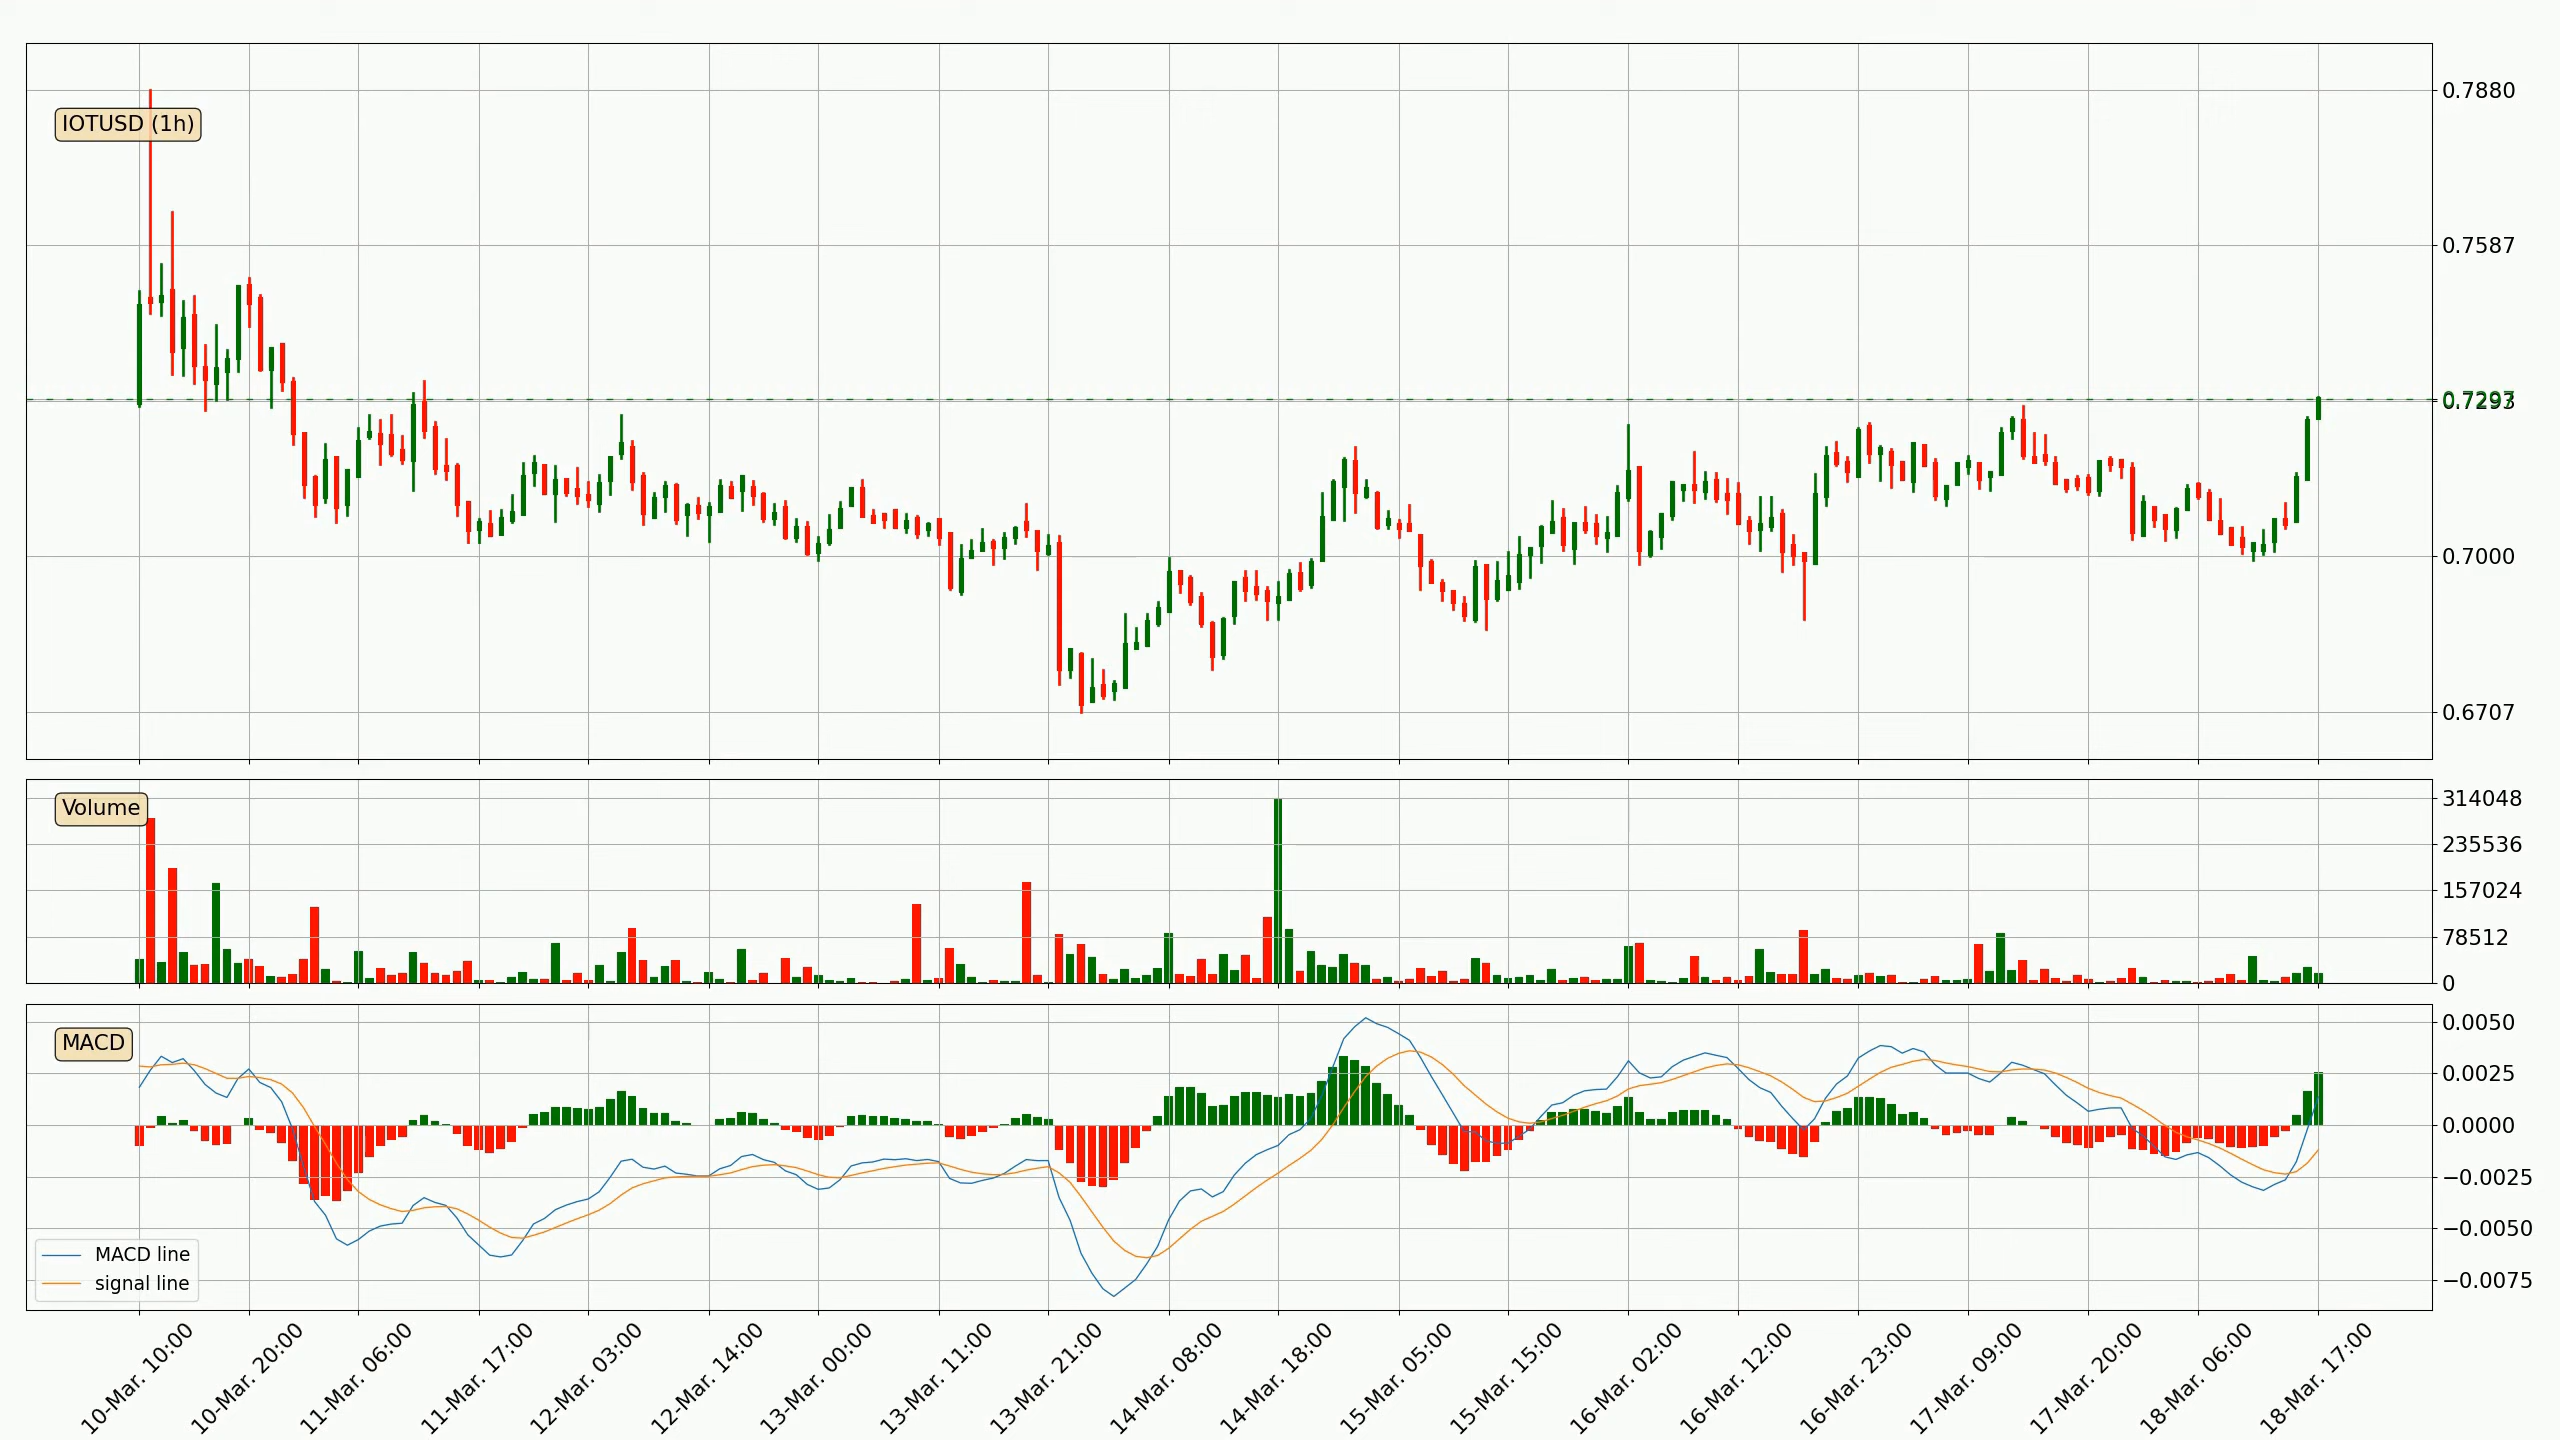 IOTUSD (1h)
0.7880
0.7587
0.7297
0.7293
0.7000
0.6707
Volume
314048
235536
157024
78512
0
MACD
0.0050
0.0025
0.0000
−0.0025
−0.0050
−0.0075
MACD line
signal line
10-Mar. 10:00
10-Mar. 20:00
11-Mar. 06:00
11-Mar. 17:00
12-Mar. 03:00
12-Mar. 14:00
13-Mar. 00:00
13-Mar. 11:00
13-Mar. 21:00
14-Mar. 08:00
14-Mar. 18:00
15-Mar. 05:00
15-Mar. 15:00
16-Mar. 02:00
16-Mar. 12:00
16-Mar. 23:00
17-Mar. 09:00
17-Mar. 20:00
18-Mar. 06:00
18-Mar. 17:00